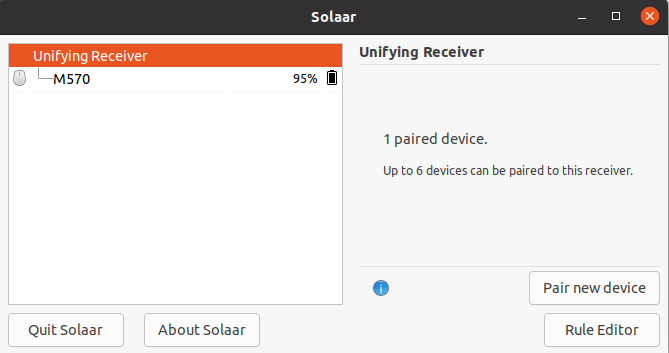 Solaar
Unifying Receiver
M570 95%
Unifying Receiver
1 paired device.
Up to 6 devices can be paired to this receiver.
Pair new device
Quit Solaar
About Solaar
Rule Editor